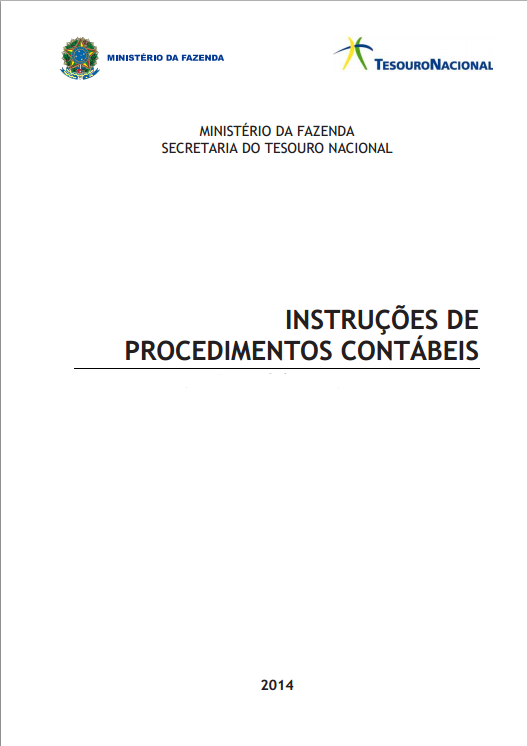 MINISTÉRIO DA FAZENDA
TESOURONACIONAL
MINISTÉRIO DA FAZENDA
SECRETARIA DO TESOURO NACIONAL
INSTRUÇÕES DE
PROCEDIMENTOS CONTÁBEIS
2014